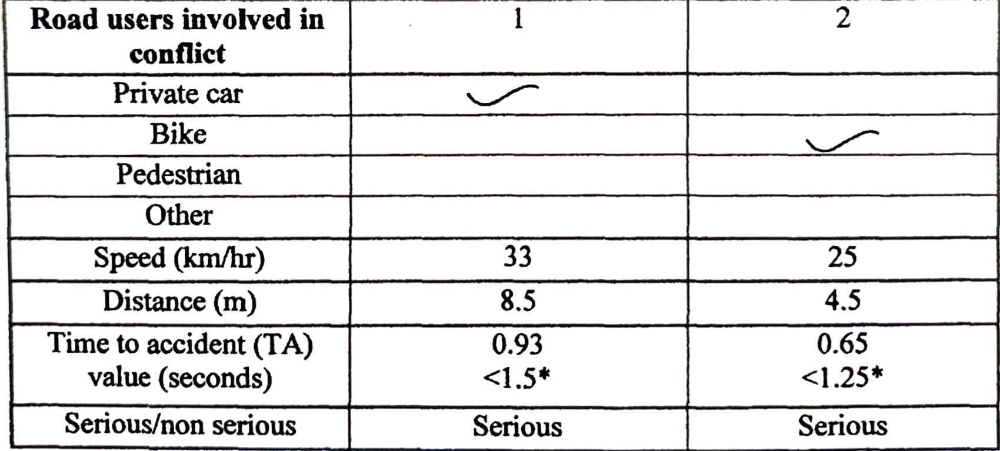 Road users involved in conflict 1 2
Private car ✓
Bike ✓
Pedestrian
Other
Speed (km/hr) 33 25
Distance (m) 8.5 4.5
Time to accident (TA) 0.93 0.65
value (seconds) <1.5* <1.25*
Serious/non serious Serious Serious